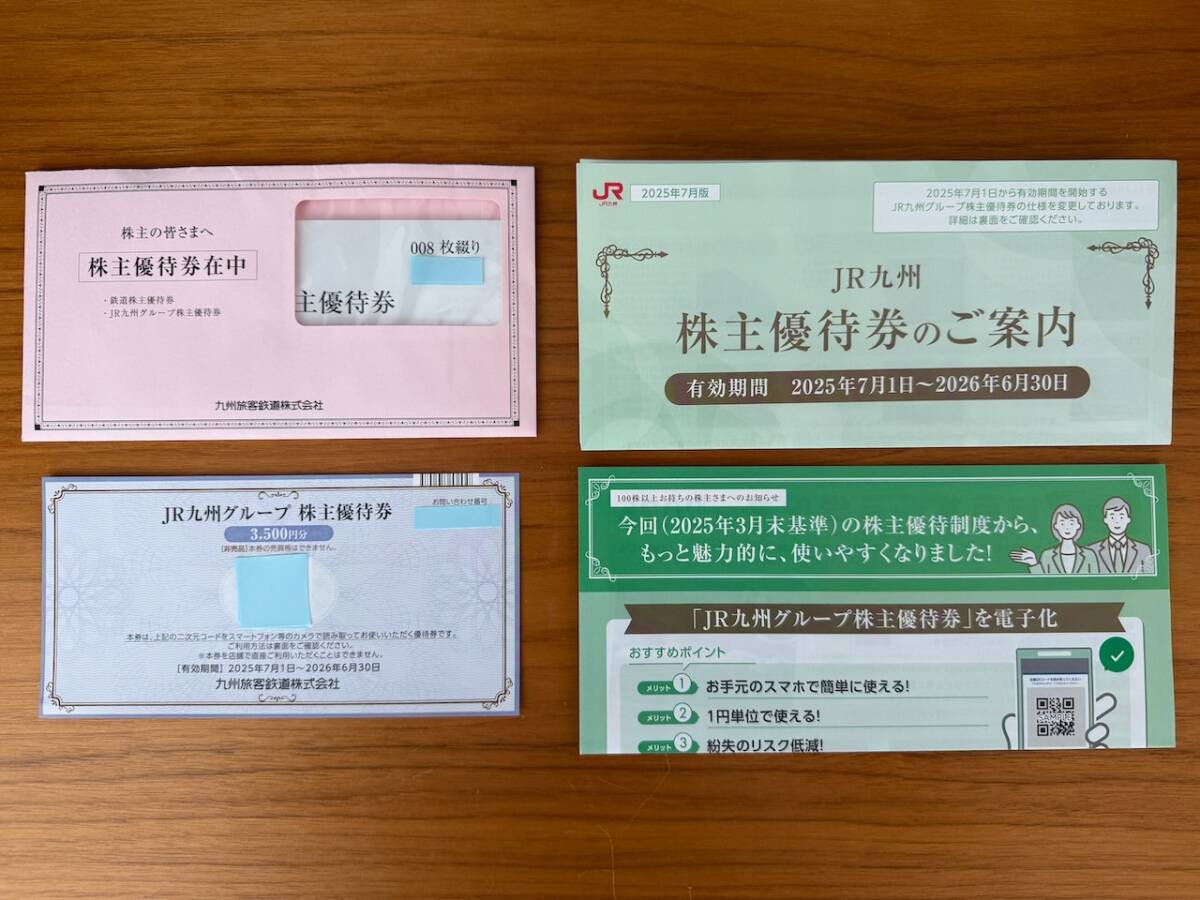 株主の皆さまへ
株主優待券在中
・鉄道株主優待券
・JR九州グループ株主優待券
008 枚綴り
主優待券
九州旅客鉄道株式会社
JR
JR九州
2025年7月版
2025年7月1日から有効期間を開始する
JR九州グループ株主優待券の仕様を変更しております。
詳細は裏面をご確認ください。
JR九州
株主優待券のご案内
有効期間 2025年7月1日～2026年6月30日
お問い合わせ番号
JR九州グループ 株主優待券
3,500円分
[非売品]本券の売買等はできません。
本券は、上記の二次元コードをスマートフォン等のカメラで読み取ってお使いいただく優待券です。
ご利用方法は裏面をご確認ください。
※本券を店舗で直接ご利用いただくことはできません。
[有効期間] 2025年7月1日～2026年6月30日
九州旅客鉄道株式会社
100株以上お持ちの株主さまへのお知らせ
今回(2025年3月末基準)の株主優待制度から、
もっと魅力的に、使いやすくなりました!
「JR九州グループ株主優待券」を電子化
おすすめポイント
メリット 1 お手元のスマホで簡単に使える!
メリット 2 1円単位で使える!
メリット 3 紛失のリスク低減!
SAMPLE